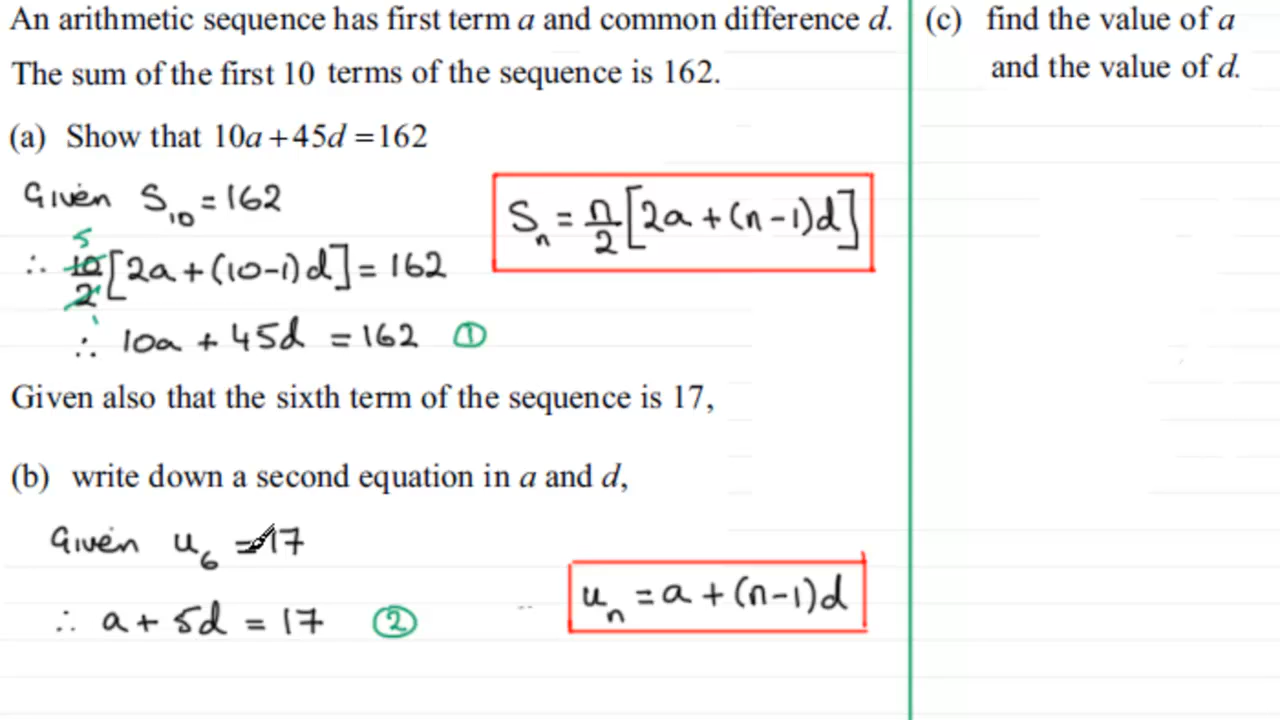 An arithmetic sequence has first term a and common difference d.
The sum of the first 10 terms of the sequence is 162.
(a) Show that 10a + 45d = 162
Given S₁₀ = 162
Sₙ = n/2 [2a + (n-1)d]
5
∴ 10/2 [2a + (10-1)d] = 162
1
∴ 10a + 45d = 162 ①
Given also that the sixth term of the sequence is 17,
(b) write down a second equation in a and d,
Given u₆ = 17
uₙ = a + (n-1)d
∴ a + 5d = 17 ②
(c) find the value of a
and the value of d.